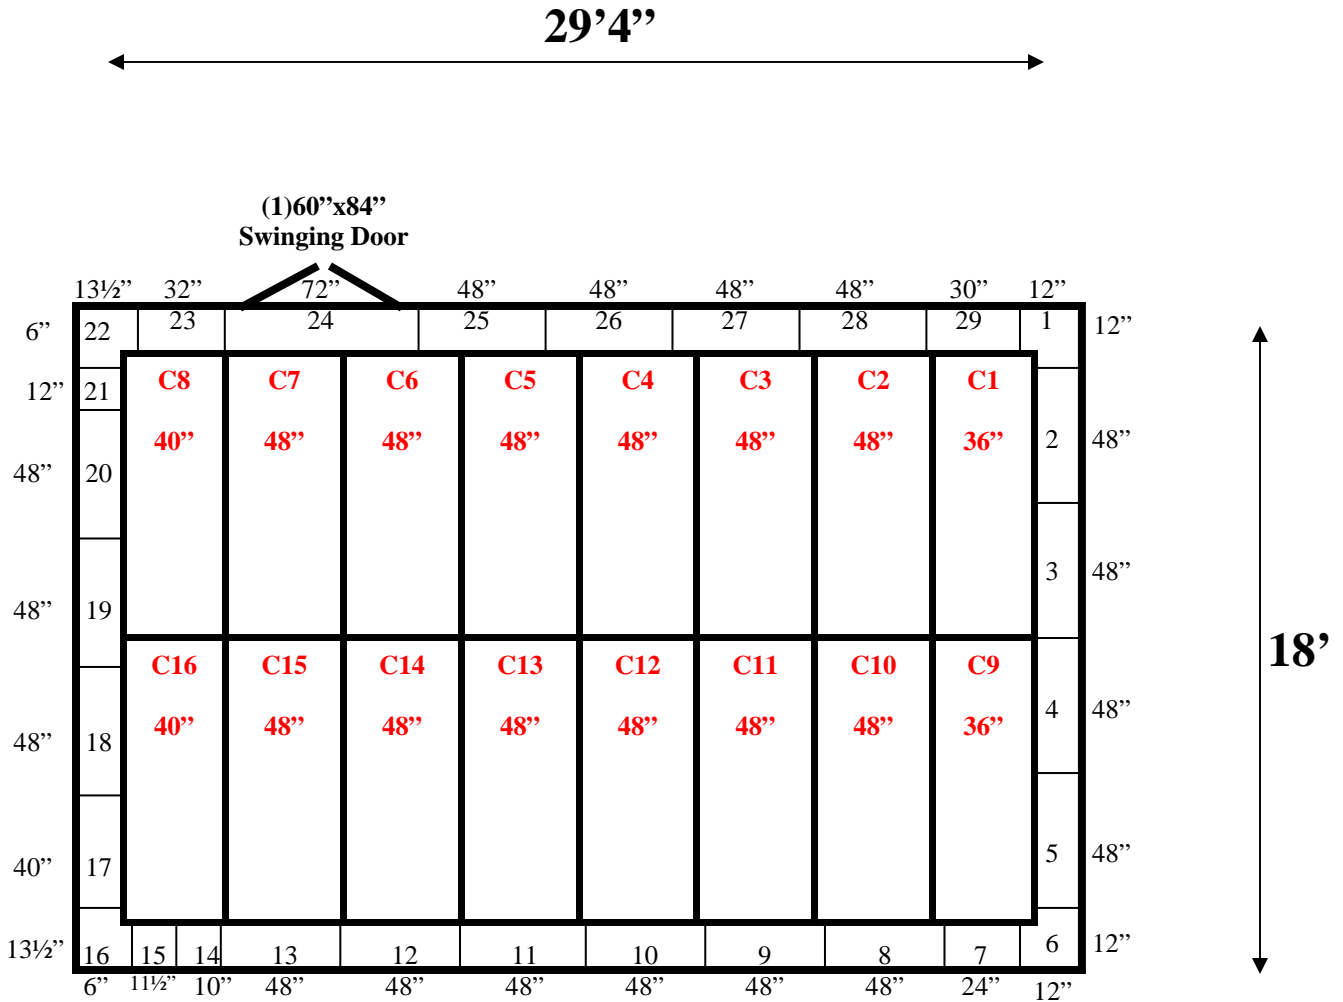 29’4”
(1)60”x84”
Swinging Door
13½” 32” 72” 48” 48” 48” 48” 30” 12”
6” 22 23 24 25 26 27 28 29 1 12”
C8 C7 C6 C5 C4 C3 C2 C1
12” 21
40” 48” 48” 48” 48” 48” 48” 36” 2 48”
48” 20
3 48”
48” 19
18'
C16 C15 C14 C13 C12 C11 C10 C9
4 48”
40” 48” 48” 48” 48” 48” 48” 36”
48” 18
5 48”
40” 17
13½” 16 15 14 13 12 11 10 9 8 7 6 12”
6” 11½” 10” 48” 48” 48” 48” 48” 48” 24” 12”